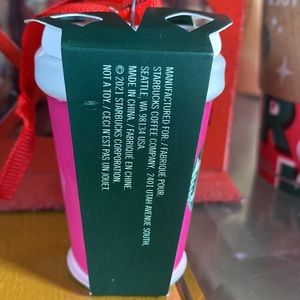 MANUFACTURED FOR: / FABRIQUÉ POUR:
STARBUCKS COFFEE COMPANY, 2401 UTAH AVENUE SOUTH,
SEATTLE, WA 98134 USA
MADE IN CHINA. / FABRIQUÉ EN CHINE
© 2021 STARBUCKS CORPORATION.
NOT A TOY. / CECI N'EST PAS UN JOUET.